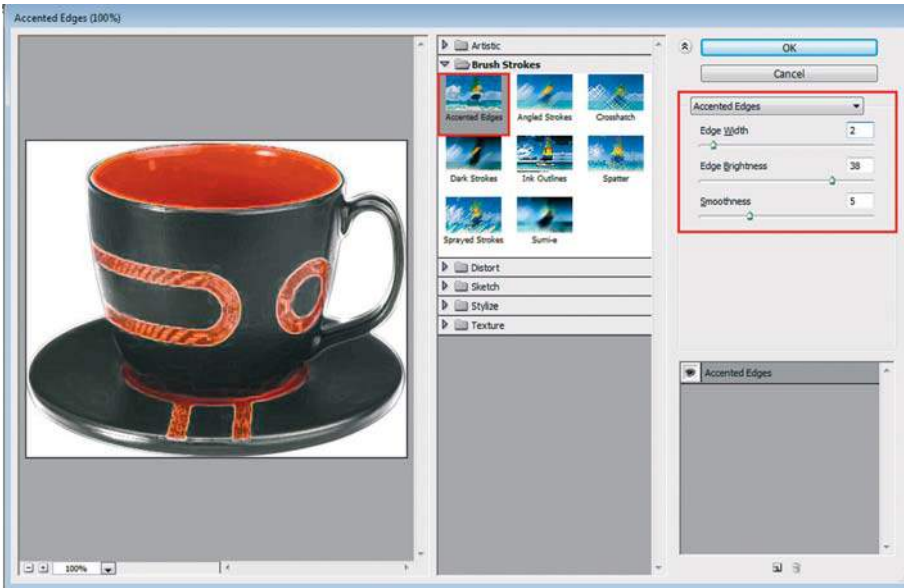 Accented Edges (100%)
Artistic
Brush Strokes
Accented Edges
Angled Strokes
Crosshatch
Dark Strokes
Ink Outlines
Spatter
Sprayed Strokes
Sumi-e
Distort
Sketch
Stylize
Texture
OK
Cancel
Accented Edges
Edge Width 2
Edge Brightness 38
Smoothness 5
Accented Edges
100%